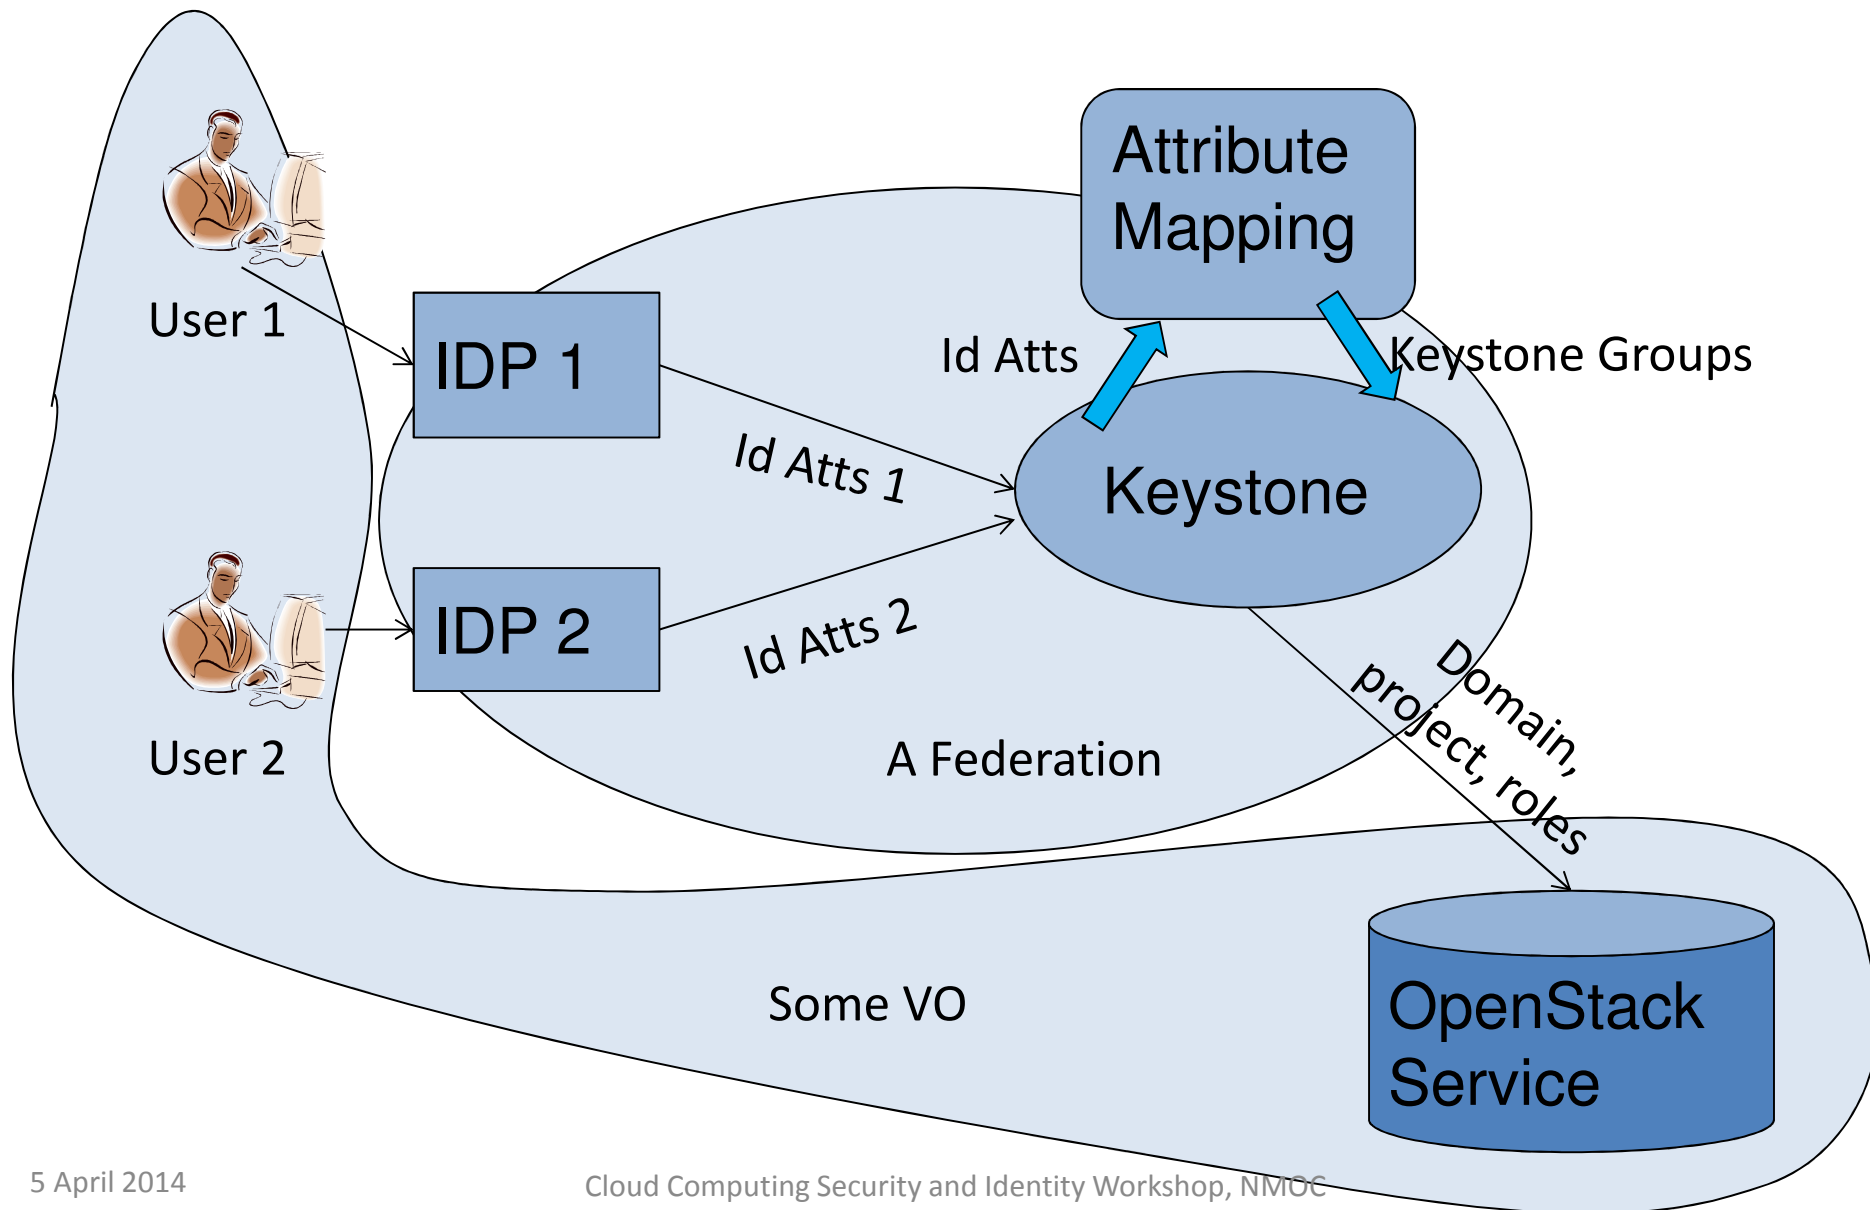 Attribute
Mapping
User 1
IDP 1
Id Atts
Keystone Groups
Id Atts 1
Keystone
IDP 2
Id Atts 2
User 2
A Federation
Domain,
project, roles
Some VO
OpenStack
Service
5 April 2014
Cloud Computing Security and Identity Workshop, NMOC